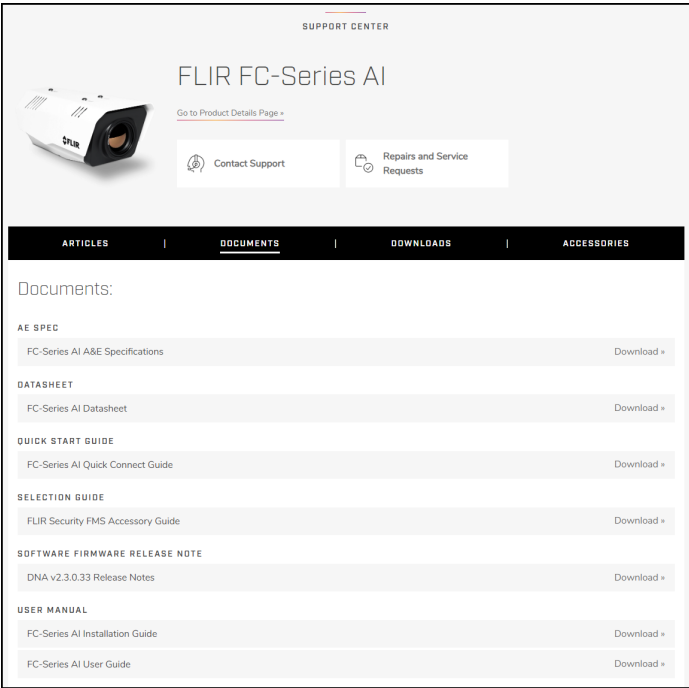 SUPPORT CENTER
FLIR FC-Series AI
Go to Product Details Page »
$FLIR
Contact Support
Repairs and Service
Requests
ARTICLES | DOCUMENTS | DOWNLOADS | ACCESSORIES
Documents:
AE SPEC
FC-Series AI A&E Specifications Download »
DATASHEET
FC-Series AI Datasheet Download »
QUICK START GUIDE
FC-Series AI Quick Connect Guide Download »
SELECTION GUIDE
FLIR Security FMS Accessory Guide Download »
SOFTWARE FIRMWARE RELEASE NOTE
DNA v2.3.0.33 Release Notes Download »
USER MANUAL
FC-Series AI Installation Guide Download »
FC-Series AI User Guide Download »